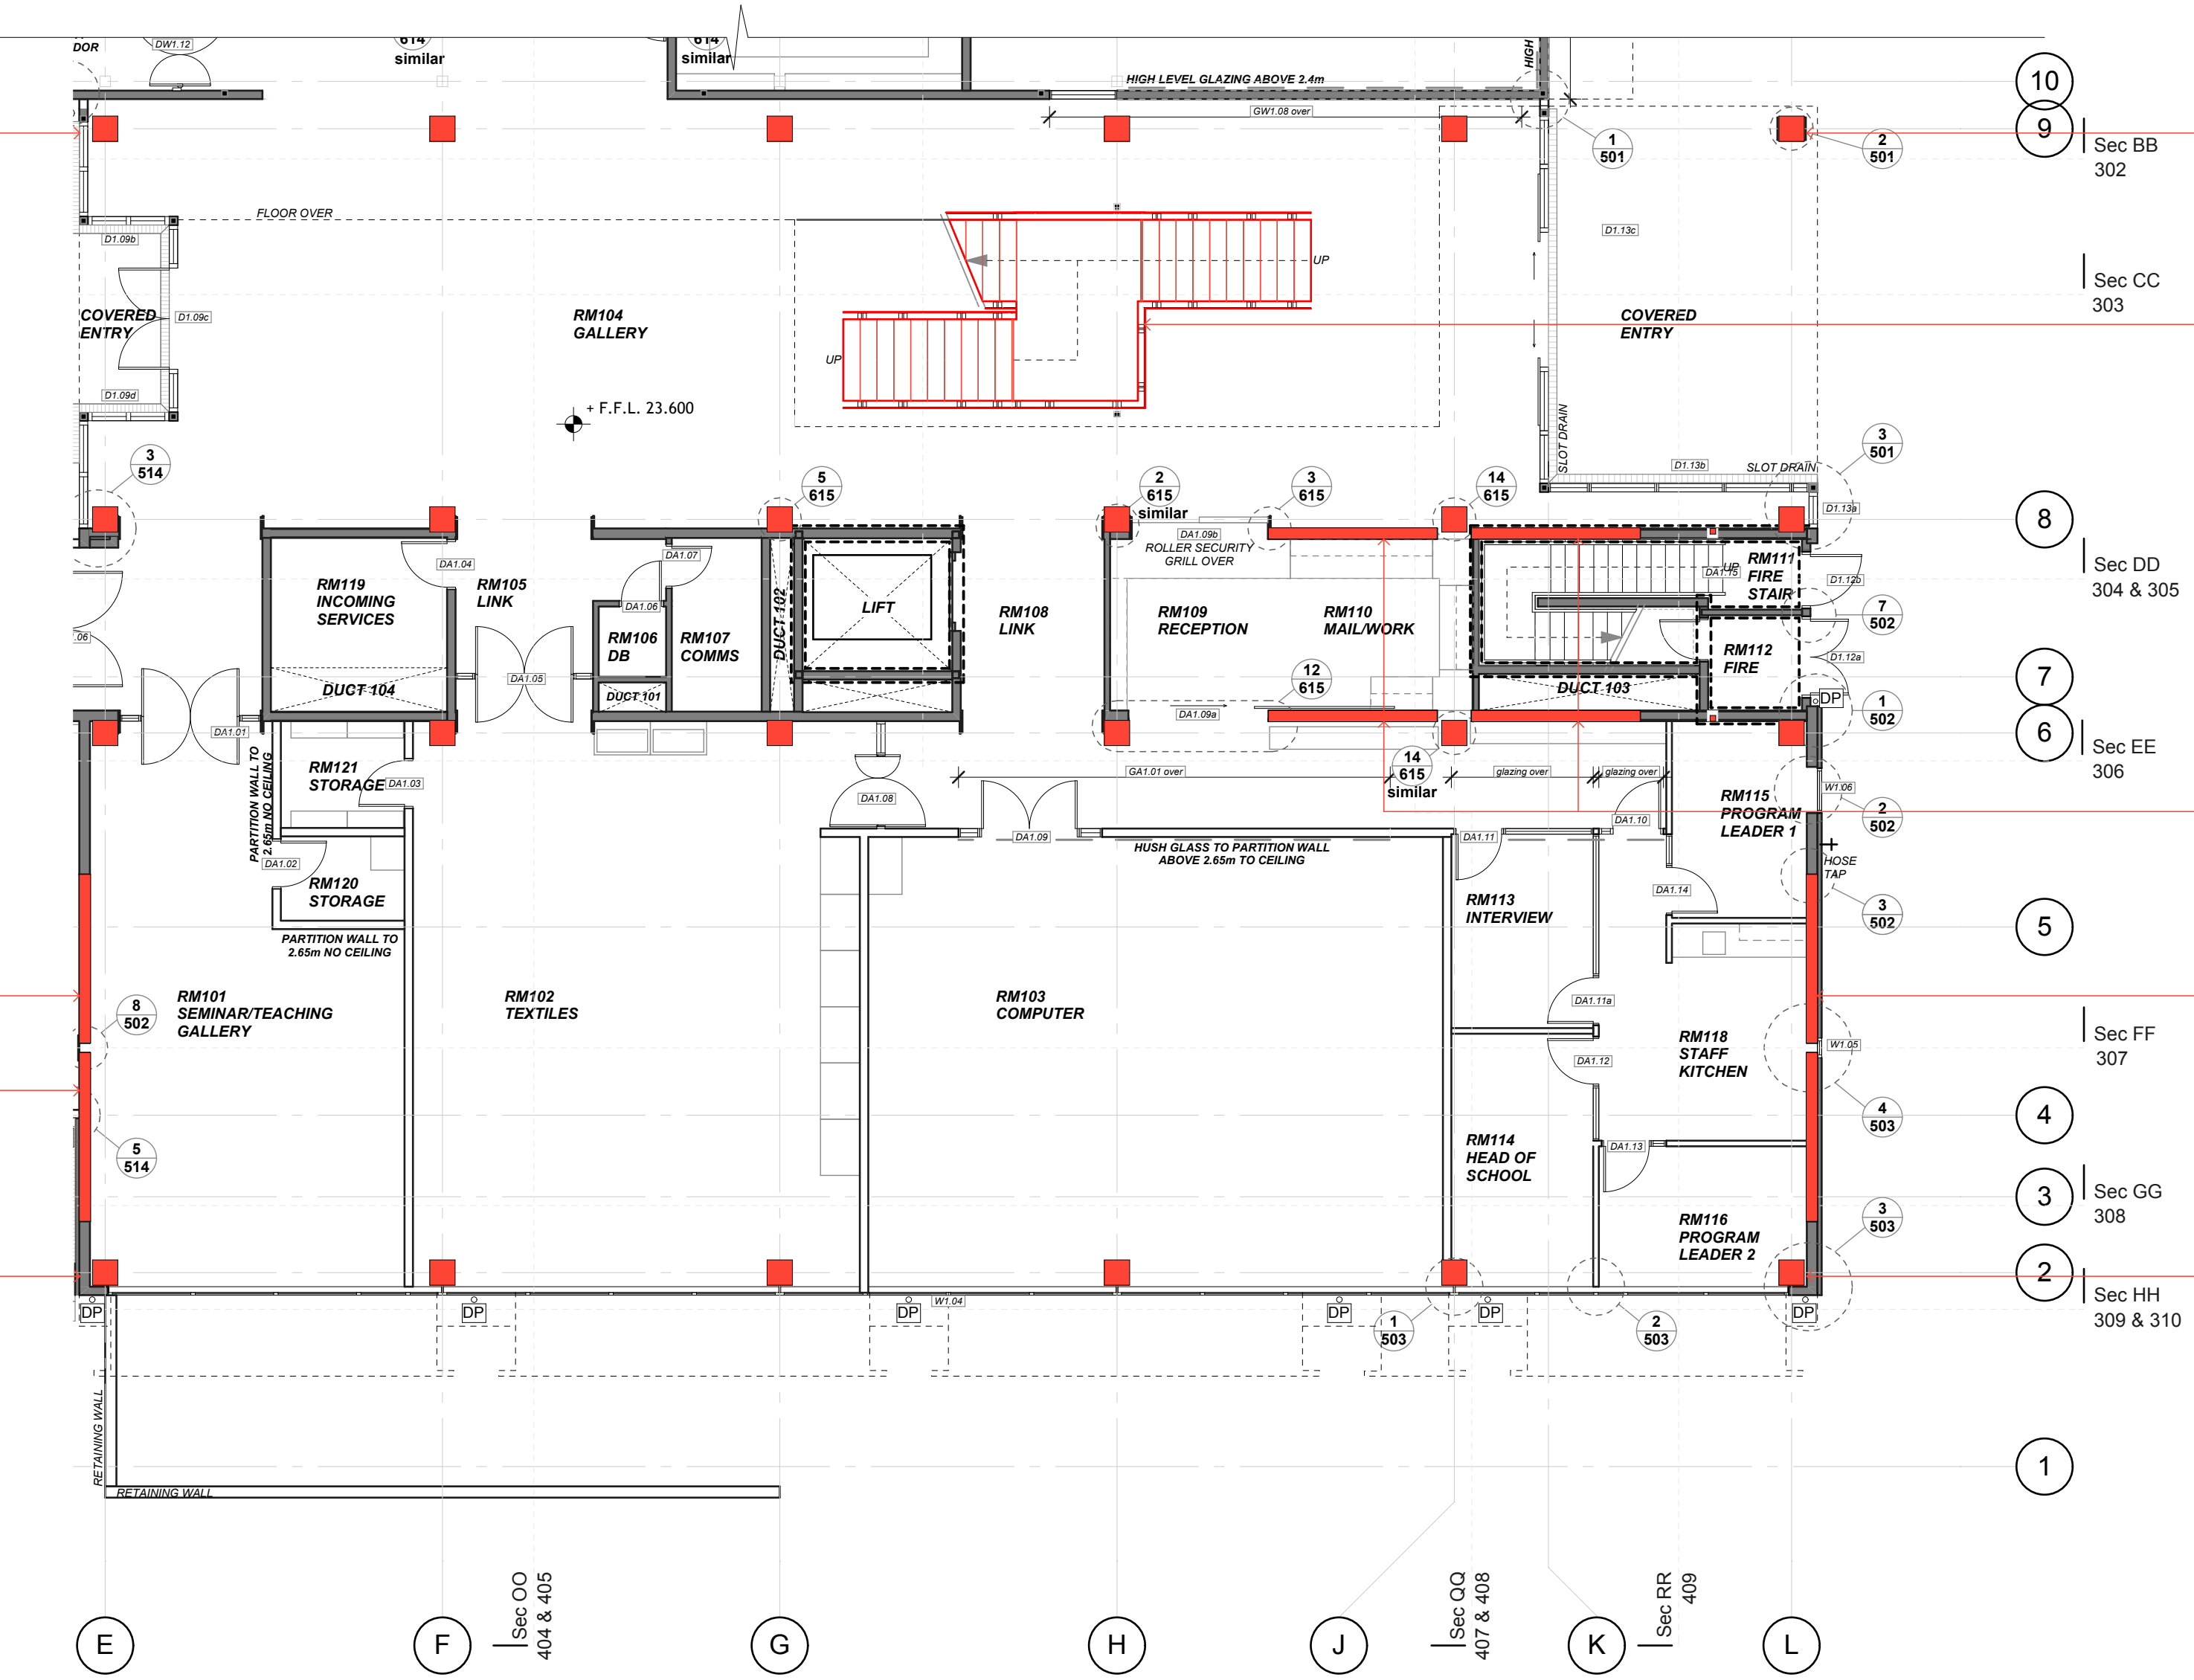 DOR
DW1.12
614
similar
614
similar
HIGH LEVEL GLAZING ABOVE 2.4m
HIGH
GW1.08 over
10
9
1
501
2
501
Sec BB
302
FLOOR OVER
D1.09b
D1.13c
UP
Sec CC
303
COVERED
ENTRY
D1.09c
RM104
GALLERY
COVERED
ENTRY
UP
D1.09d
+ F.F.L. 23.600
SLOT DRAIN
3
514
5
615
2
615
similar
3
615
14
615
D1.13b
SLOT DRAIN
3
501
D1.13a
8
DA1.09b
ROLLER SECURITY
GRILL OVER
DA1.04
DA1.07
RM119
INCOMING
SERVICES
RM105
LINK
DA1.06
DUCT 102
LIFT
RM108
LINK
RM109
RECEPTION
RM110
MAIL/WORK
UP
DA1.15
RM111
FIRE
STAIR
D1.12b
Sec DD
304 & 305
7
502
.06
RM106
DB
RM107
COMMS
RM112
FIRE
D1.12a
DUCT 104
DA1.05
DUCT 101
12
615
DUCT 103
7
DP
DA1.09a
1
502
DA1.01
6
Sec EE
306
PARTITION WALL TO
2.65m NO CEILING
RM121
STORAGE
DA1.03
DA1.08
GA1.01 over
14
615
similar
glazing over
glazing over
W1.06
RM115
PROGRAM
LEADER 1
2
502
DA1.10
DA1.09
DA1.11
HUSH GLASS TO PARTITION WALL
ABOVE 2.65m TO CEILING
DA1.02
HOSE
TAP
RM120
STORAGE
DA1.14
RM113
INTERVIEW
3
502
5
PARTITION WALL TO
2.65m NO CEILING
RM101
SEMINAR/TEACHING
GALLERY
8
502
RM102
TEXTILES
RM103
COMPUTER
DA1.11a
Sec FF
307
RM118
STAFF
KITCHEN
W1.05
DA1.12
4
503
4
5
514
RM114
HEAD OF
SCHOOL
DA1.13
3
Sec GG
308
RM116
PROGRAM
LEADER 2
3
503
2
Sec HH
309 & 310
DP
DP
DP
W1.04
DP
DP
DP
1
503
2
503
RETAINING WALL
RETAINING WALL
1
Sec OO
404 & 405
Sec QQ
407 & 408
Sec RR
409
E
F
G
H
J
K
L